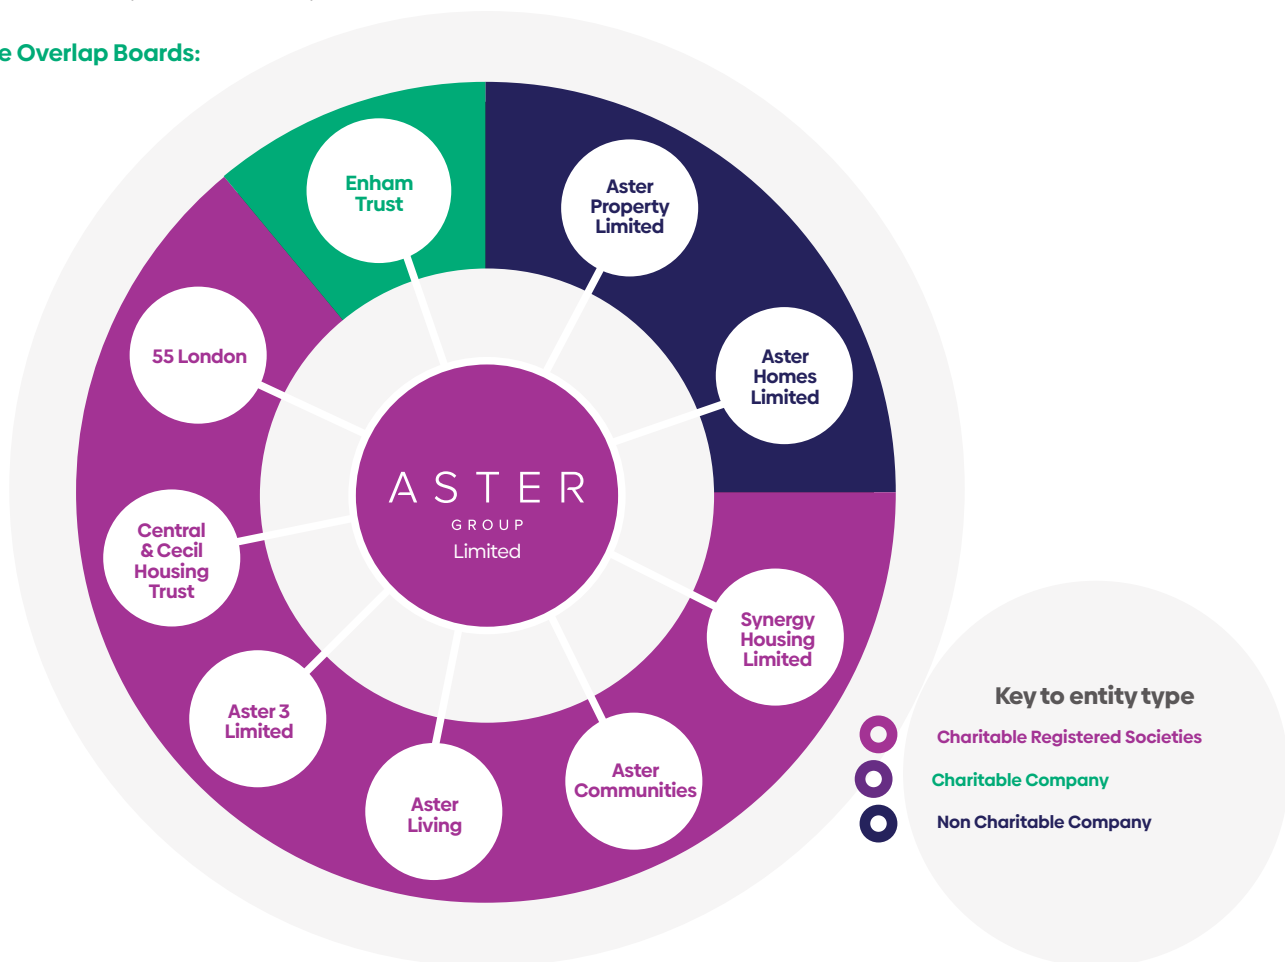 e Overlap Boards:
Enham
Trust
Aster
Property
Limited
55 London
Aster
Homes
Limited
ASTER
GROUP
Limited
Central
& Cecil
Housing
Trust
Synergy
Housing
Limited
Aster 3
Limited
Aster
Communities
Aster
Living
Key to entity type
Charitable Registered Societies
Charitable Company
Non Charitable Company